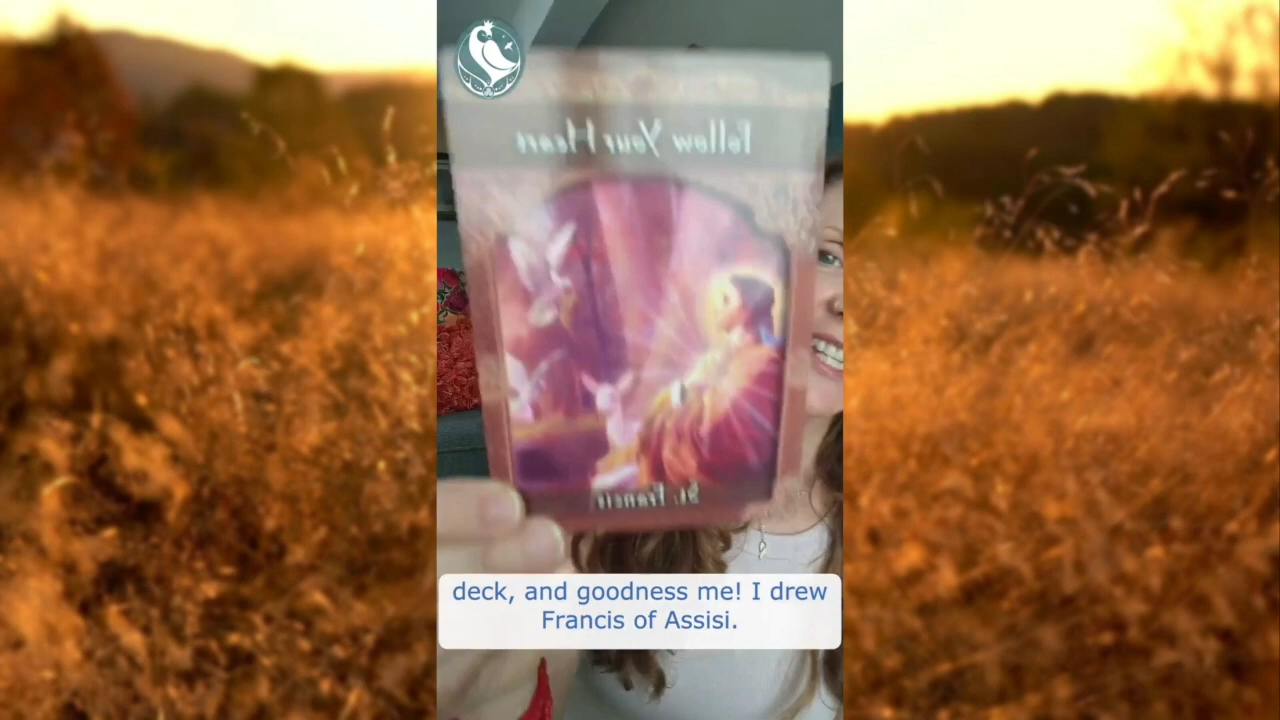 Follow Your Heart
St. Francis
deck, and goodness me! I drew
Francis of Assisi.